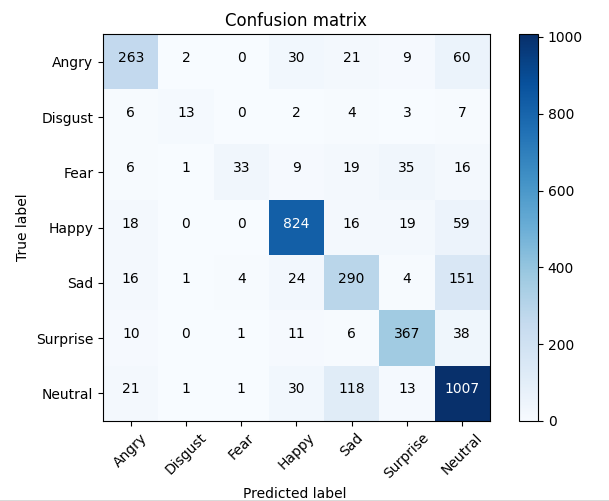 Confusion matrix
Angry 263 2 0 30 21 9 60
Disgust 6 13 0 2 4 3 7
Fear 6 1 33 9 19 35 16
Happy 18 0 0 824 16 19 59
Sad 16 1 4 24 290 4 151
Surprise 10 0 1 11 6 367 38
Neutral 21 1 1 30 118 13 1007
Angry Disgust Fear Happy Sad Surprise Neutral
True label
Predicted label
1000
800
600
400
200
0